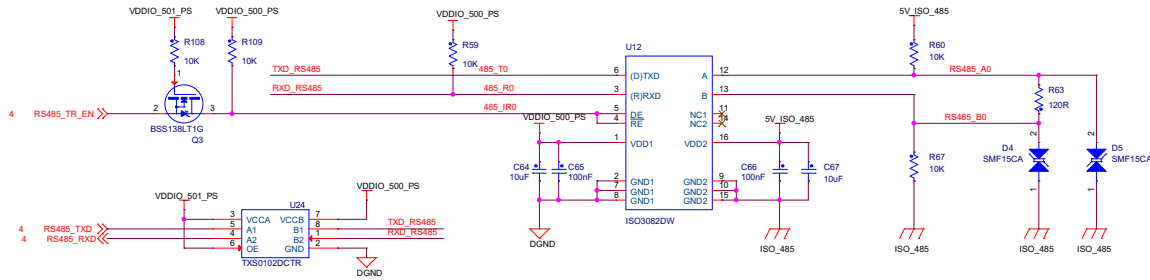 VDDIO_501_PS
VDDIO_500_PS
R108
10K
R109
10K
1
4 RS485_TR_EN
2
3
BSS138LT1G
Q3
VDDIO_500_PS
R59
10K
TXD_RS485
485_T0
RXD_RS485
485_R0
485_IR0
U12
6 (D)TXD
3 (R)RXD
5 DE
4 RE
1 VDD1
2 GND1
7 GND1
8 GND1
A 12
B 13
NC1 11
NC2 14
VDD2 16
GND2 9
GND2 10
GND2 15
ISO3082DW
VDDIO_500_PS
C64
10uF
C65
100nF
DGND
5V_ISO_485
C66
100nF
C67
10uF
ISO_485
5V_ISO_485
R60
10K
RS485_A0
R63
120R
RS485_B0
R67
10K
2
D4
SMF15CA
1
2
D5
SMF15CA
1
ISO_485
ISO_485
ISO_485
VDDIO_501_PS
VDDIO_500_PS
U24
4 RS485_TXD
4 RS485_RXD
3 VCCA
5 A1
4 A2
6 OE
VCCB 7
B1 8
B2 1
GND 2
TXD_RS485
RXD_RS485
TXS0102DCTR
DGND